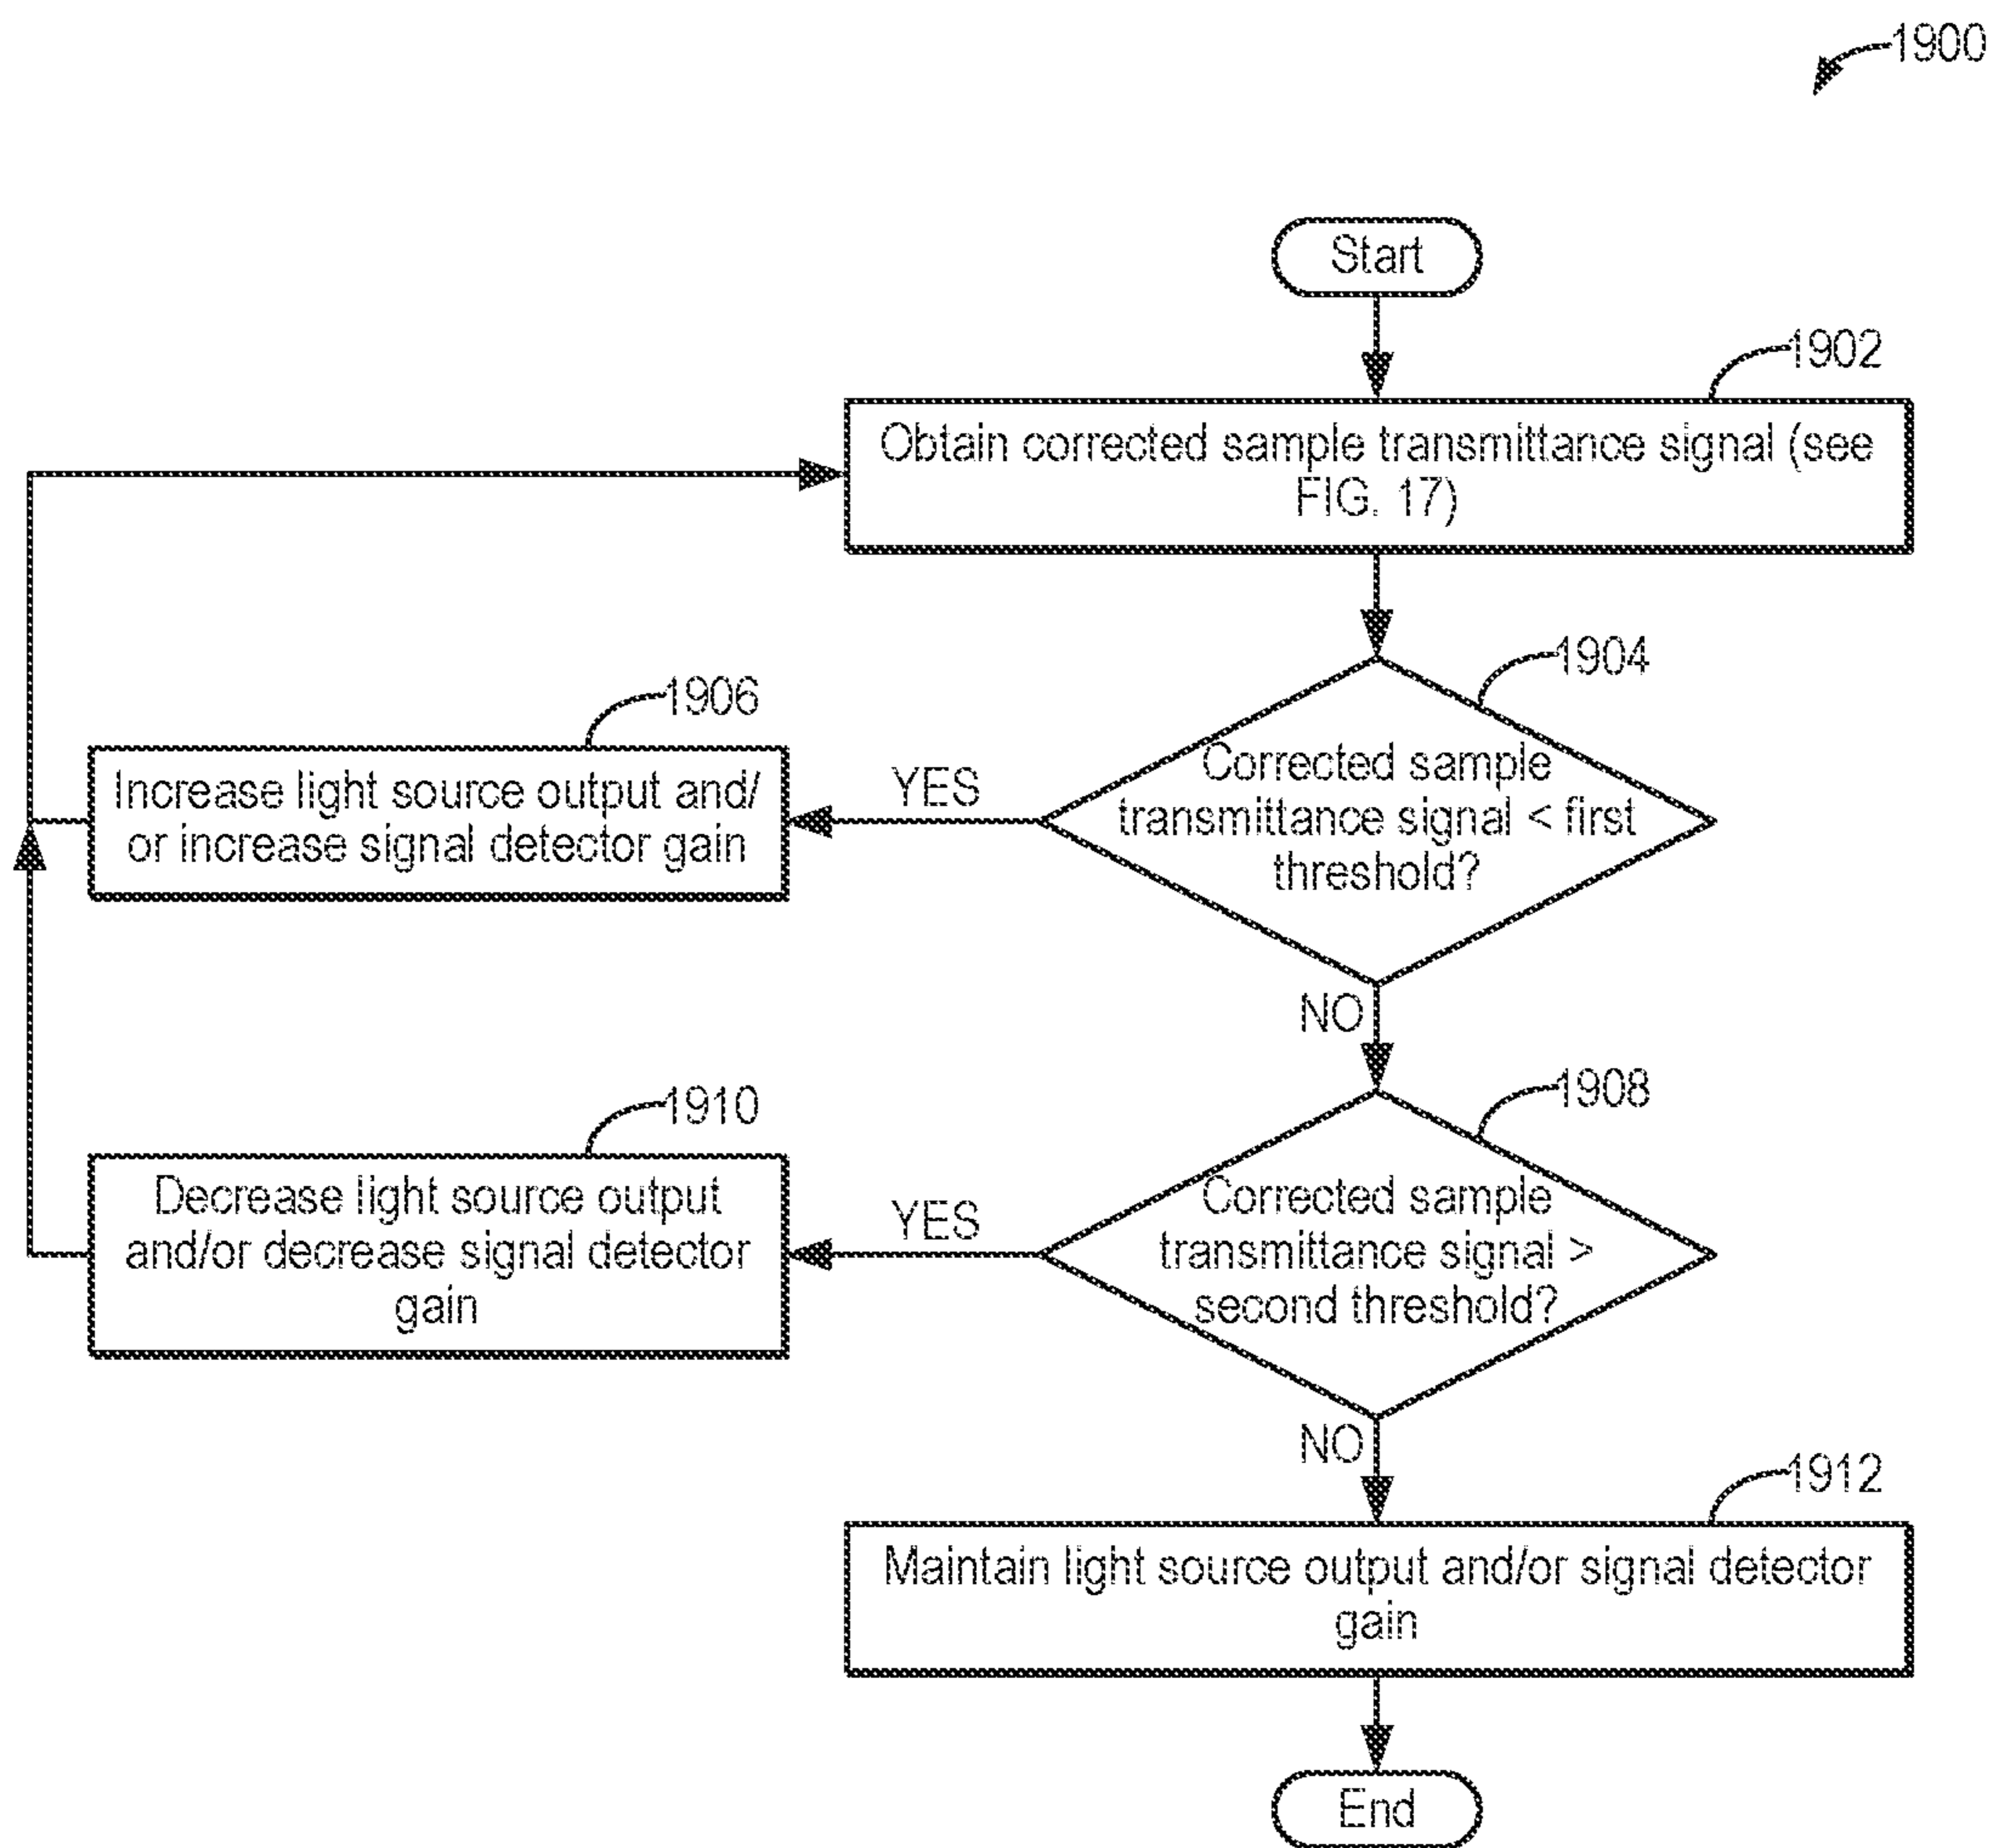 1900
Start
1902
Obtain corrected sample transmittance signal (see
FIG. 17)
1904
Corrected sample
transmittance signal < first
threshold?
YES
1906
Increase light source output and/
or increase signal detector gain
NO
1908
Corrected sample
transmittance signal >
second threshold?
YES
1910
Decrease light source output
and/or decrease signal detector
gain
NO
1912
Maintain light source output and/or signal detector
gain
End